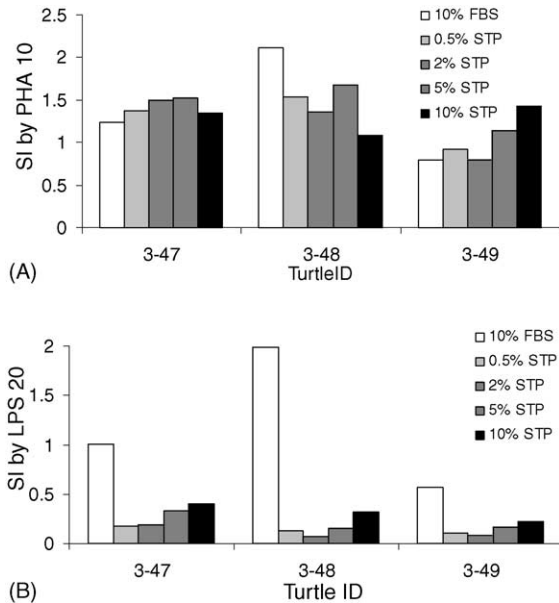 2.5
2
1.5
1
0.5
0
SI by PHA 10
10% FBS
0.5% STP
2% STP
5% STP
10% STP
3-47 3-48 3-49
TurtleID
(A)
2
1.5
1
0.5
0
SI by LPS 20
10% FBS
0.5% STP
2% STP
5% STP
10% STP
3-47 3-48 3-49
Turtle ID
(B)